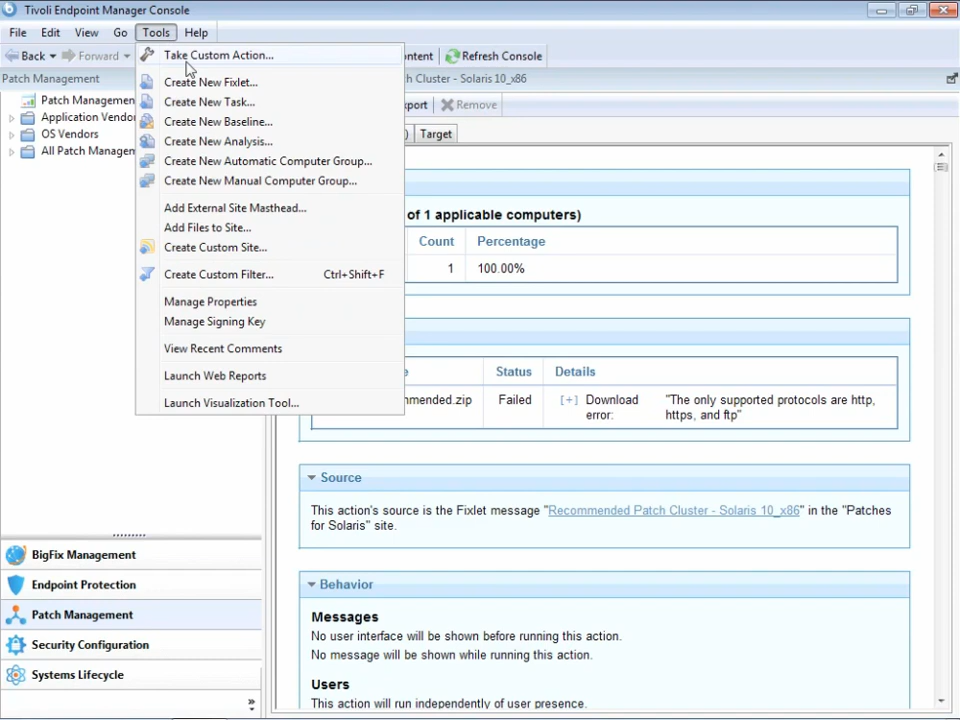 Tivoli Endpoint Manager Console
File Edit View Go Tools Help
Back Forward ontent Refresh Console
Patch Management h Cluster - Solaris 10_x86
Patch Managemen
Application Vendo
OS Vendors
All Patch Managem
Take Custom Action...
Create New Fixlet...
Create New Task...
Create New Baseline...
Create New Analysis...
Create New Automatic Computer Group...
Create New Manual Computer Group...
Add External Site Masthead...
Add Files to Site...
Create Custom Site...
Create Custom Filter... Ctrl+Shift+F
Manage Properties
Manage Signing Key
View Recent Comments
Launch Web Reports
Launch Visualization Tool...
xport Remove
) Target
of 1 applicable computers)
Count Percentage
1 100.00%
e Status Details
mmended.zip Failed [+] Download error: "The only supported protocols are http, https, and ftp"
Source
This action's source is the Fixlet message "Recommended Patch Cluster - Solaris 10_x86" in the "Patches
for Solaris" site.
Behavior
Messages
No user interface will be shown before running this action.
No message will be shown while running this action.
Users
This action will run independently of user presence.
BigFix Management
Endpoint Protection
Patch Management
Security Configuration
Systems Lifecycle
»